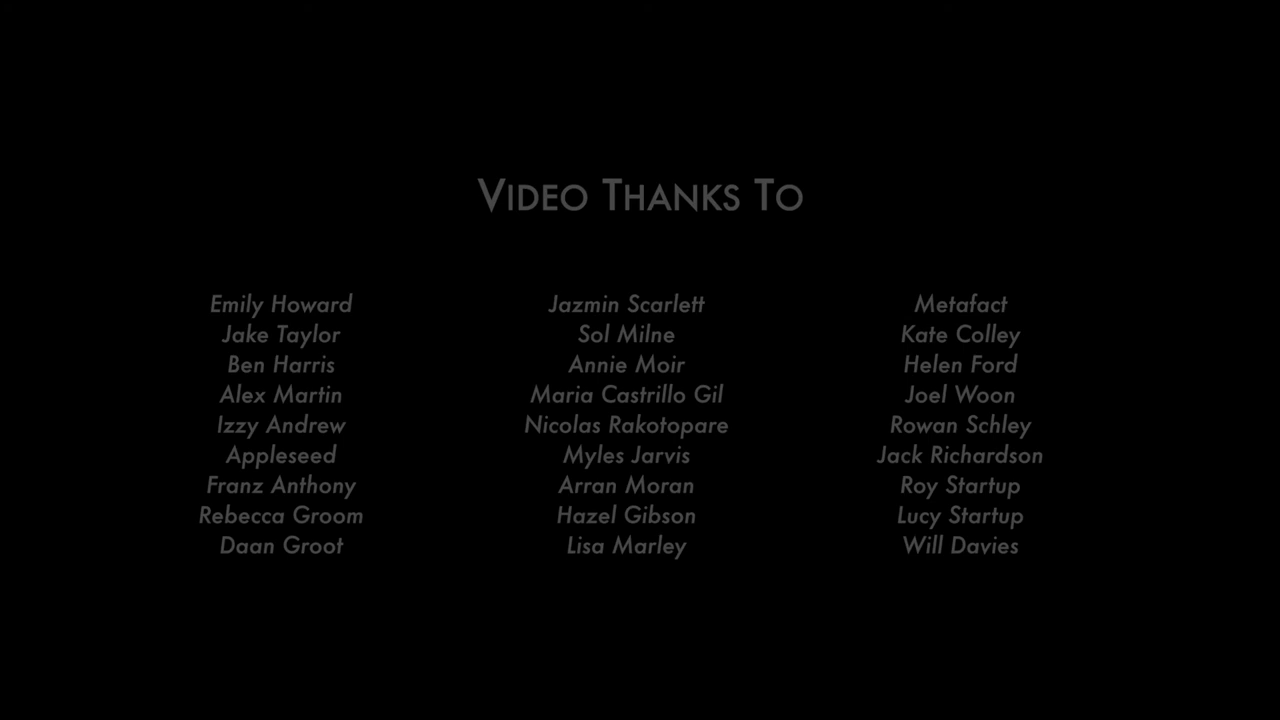 VIDEO THANKS TO
Emily Howard
Jake Taylor
Ben Harris
Alex Martin
Izzy Andrew
Appleseed
Franz Anthony
Rebecca Groom
Daan Groot
Jazmin Scarlett
Sol Milne
Annie Moir
Maria Castrillo Gil
Nicolas Rakotopare
Myles Jarvis
Arran Moran
Hazel Gibson
Lisa Marley
Metafact
Kate Colley
Helen Ford
Joel Woon
Rowan Schley
Jack Richardson
Roy Startup
Lucy Startup
Will Davies